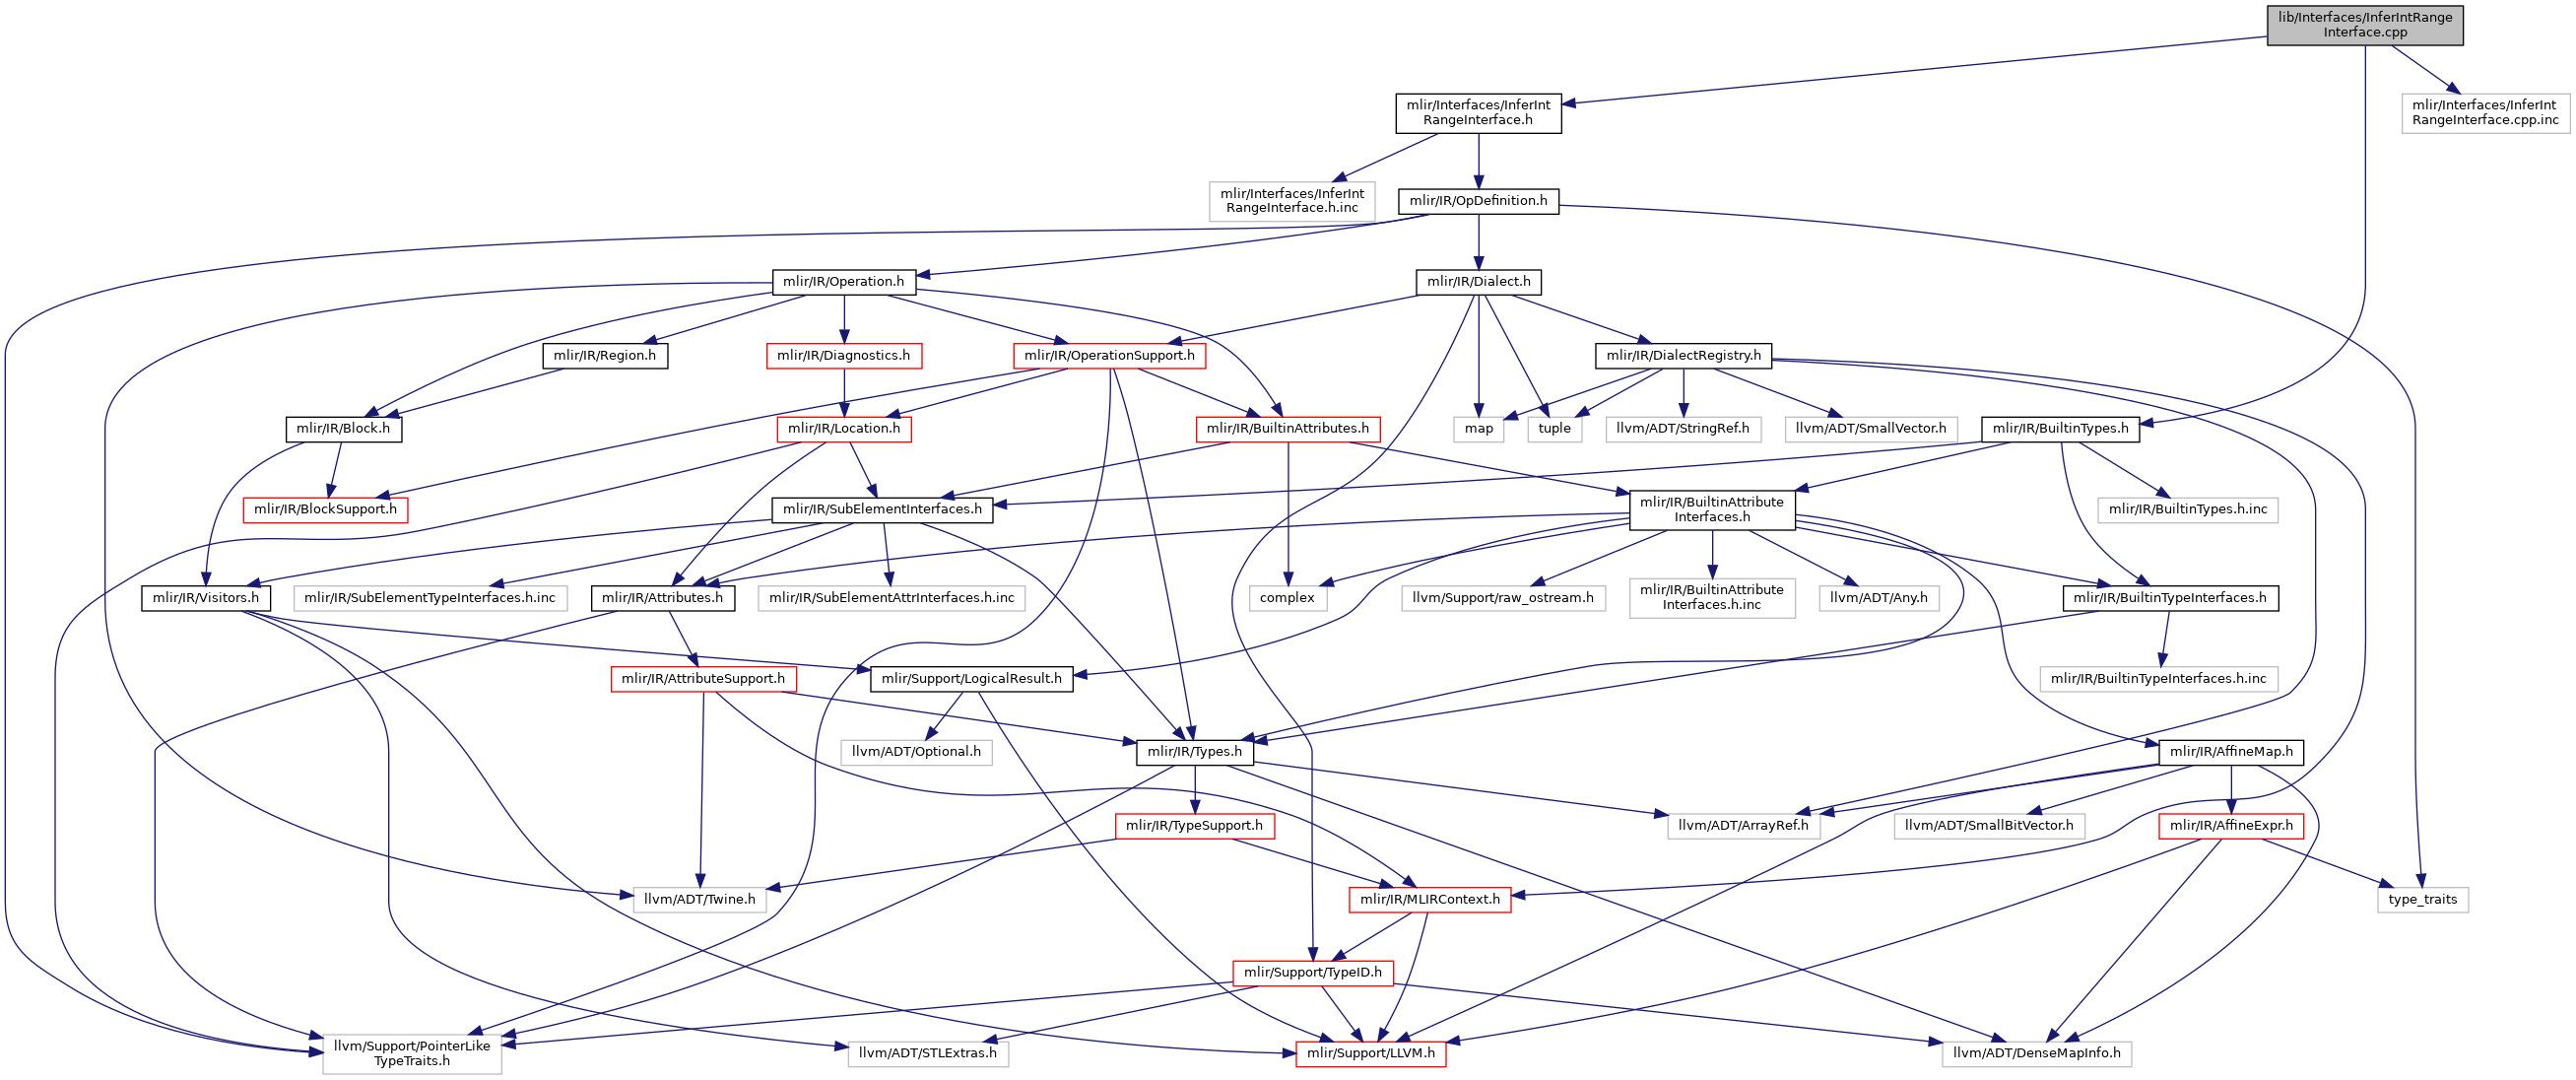 lib/Interfaces/InferIntRange
Interface.cpp
mlir/Interfaces/InferInt
RangeInterface.h
mlir/Interfaces/InferInt
RangeInterface.cpp.inc
mlir/Interfaces/InferInt
RangeInterface.h.inc
mlir/IR/OpDefinition.h
mlir/IR/Operation.h
mlir/IR/Dialect.h
mlir/IR/Region.h
mlir/IR/Diagnostics.h
mlir/IR/OperationSupport.h
mlir/IR/DialectRegistry.h
mlir/IR/Block.h
mlir/IR/Location.h
mlir/IR/BuiltinAttributes.h
map
tuple
llvm/ADT/StringRef.h
llvm/ADT/SmallVector.h
mlir/IR/BuiltinTypes.h
mlir/IR/BlockSupport.h
mlir/IR/SubElementInterfaces.h
mlir/IR/BuiltinAttribute
Interfaces.h
mlir/IR/BuiltinTypes.h.inc
mlir/IR/Visitors.h
mlir/IR/SubElementTypeInterfaces.h.inc
mlir/IR/Attributes.h
mlir/IR/SubElementAttrInterfaces.h.inc
complex
llvm/Support/raw_ostream.h
mlir/IR/BuiltinAttribute
Interfaces.h.inc
llvm/ADT/Any.h
mlir/IR/BuiltinTypeInterfaces.h
mlir/IR/AttributeSupport.h
mlir/Support/LogicalResult.h
mlir/IR/BuiltinTypeInterfaces.h.inc
llvm/ADT/Optional.h
mlir/IR/Types.h
mlir/IR/AffineMap.h
mlir/IR/TypeSupport.h
llvm/ADT/ArrayRef.h
llvm/ADT/SmallBitVector.h
mlir/IR/AffineExpr.h
llvm/ADT/Twine.h
mlir/IR/MLIRContext.h
type_traits
mlir/Support/TypeID.h
llvm/Support/PointerLike
TypeTraits.h
llvm/ADT/STLExtras.h
mlir/Support/LLVM.h
llvm/ADT/DenseMapInfo.h